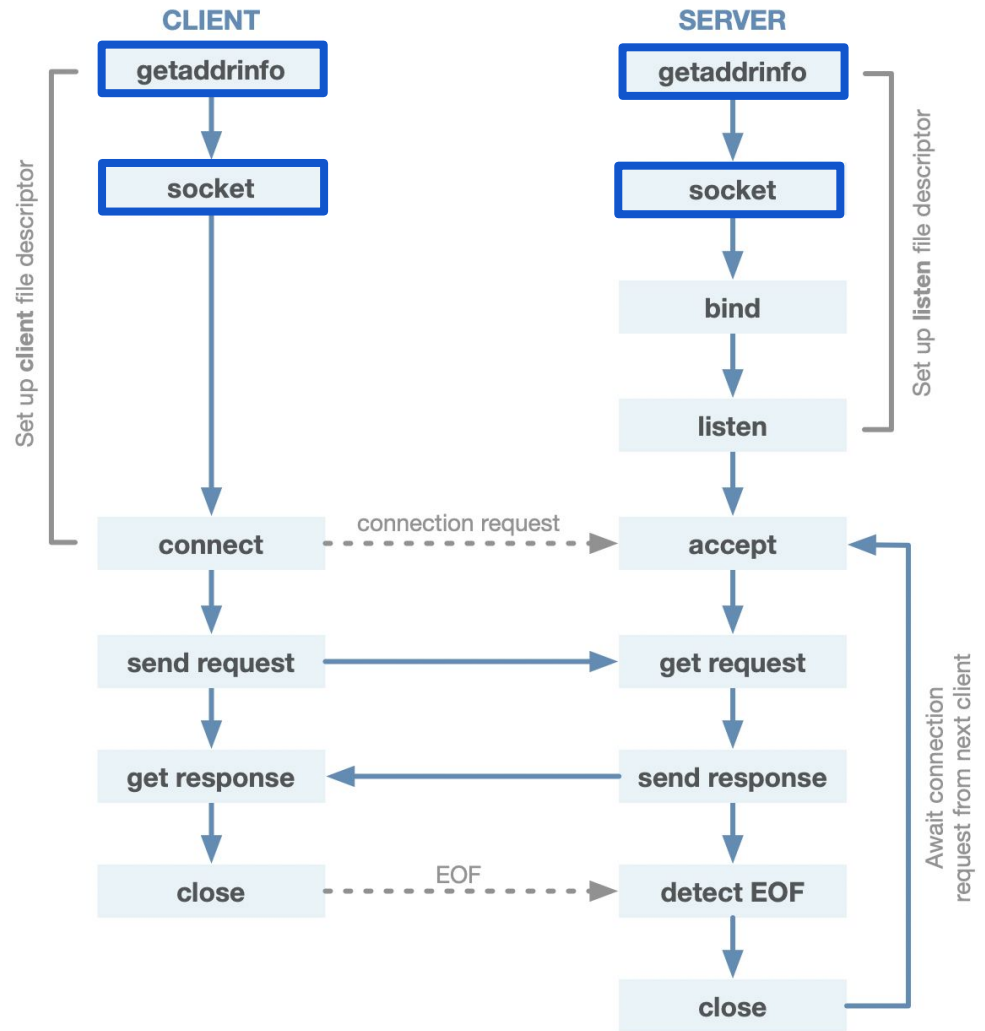 CLIENT
SERVER
getaddrinfo
getaddrinfo
socket
socket
Set up client file descriptor
Set up listen file descriptor
bind
listen
connect
connection request
accept
send request
get request
get response
send response
Await connection
request from next client
close
EOF
detect EOF
close